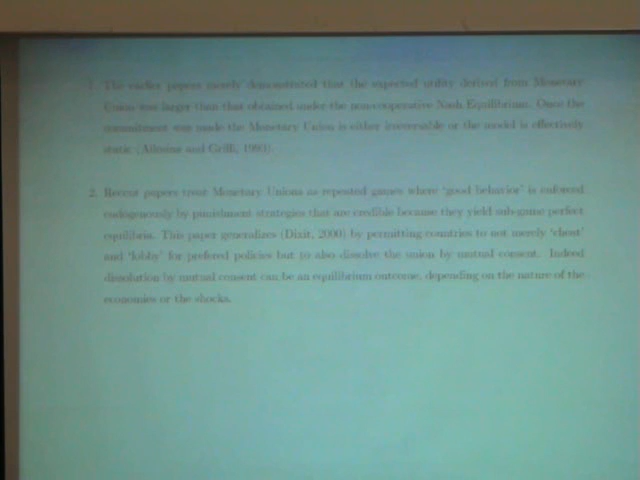 1. The earlier papers merely demonstrated that the expected utility derived from Monetary
Union was larger than that obtained under the non-cooperative Nash Equilibrium. Once the
commitment was made the Monetary Union is either irreversible or the model is effectively
static (Alesina and Grilli, 1993).
2. Recent papers treat Monetary Unions as repeated games where 'good behavior' is enforced
endogenously by punishment strategies that are credible because they yield sub-game perfect
equilibria. This paper generalizes (Dixit, 2000) by permitting countries to not merely 'cheat'
and 'lobby' for prefered policies but to also dissolve the union by mutual consent. Indeed
dissolution by mutual consent can be an equilibrium outcome, depending on the nature of the
economies or the shocks.